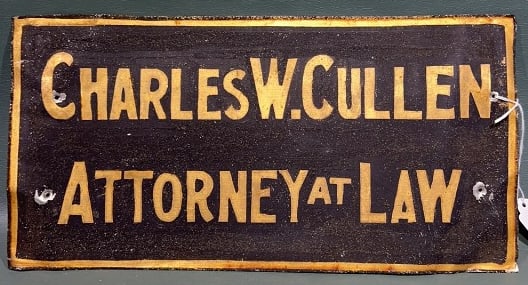 CHARLES W. CULLEN
ATTORNEY AT LAW